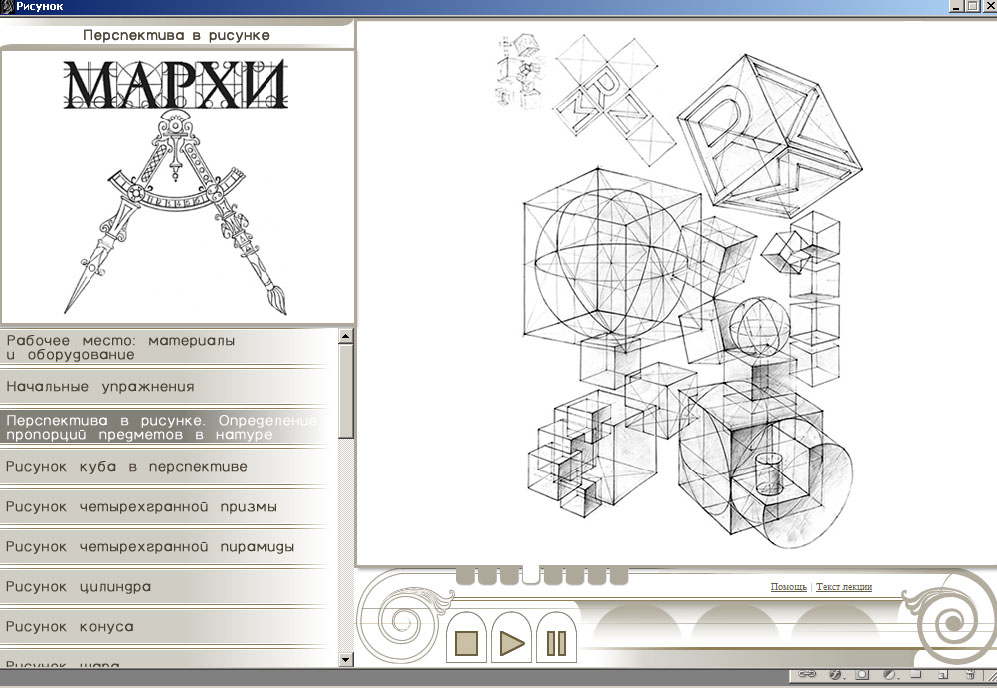 Рисунок
Перспектива в рисунке
МАРХИ
Рабочее место: материалы
и оборудование
Начальные упражнения
Перспектива в рисунке. Определение
пропорций предметов в натуре
Рисунок куба в перспективе
Рисунок четырехгранной призмы
Рисунок четырехгранной пирамиды
Рисунок цилиндра
Рисунок конуса
Рисунок шара
Помощь | Текст лекции